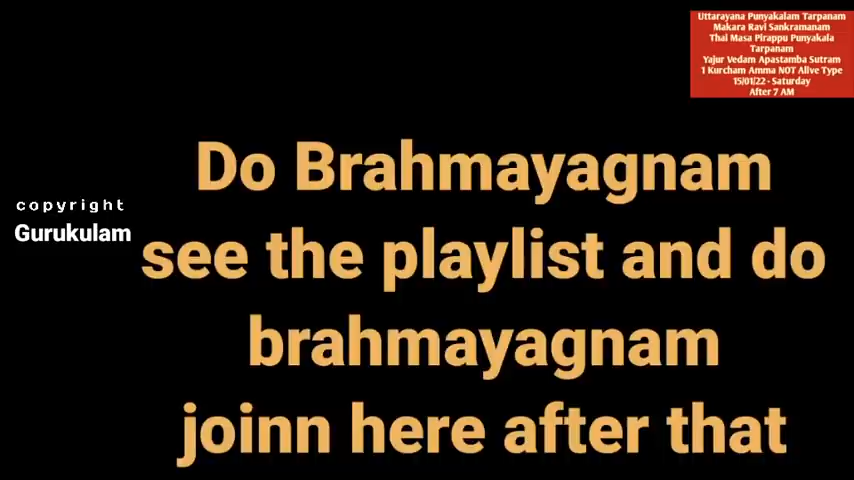 Uttarayana Punyakalam Tarpanam
Makara Ravi Sankramanam
Thai Masa Pirappu Punyakala
Tarpanam
Yajur Vedam Apastamba Sutram
1 Kurcham Amma NOT Alive Type
15/01/22 - Saturday
After 7 AM
Do Brahmayagnam
see the playlist and do
brahmayagnam
joinn here after that
copyright
Gurukulam